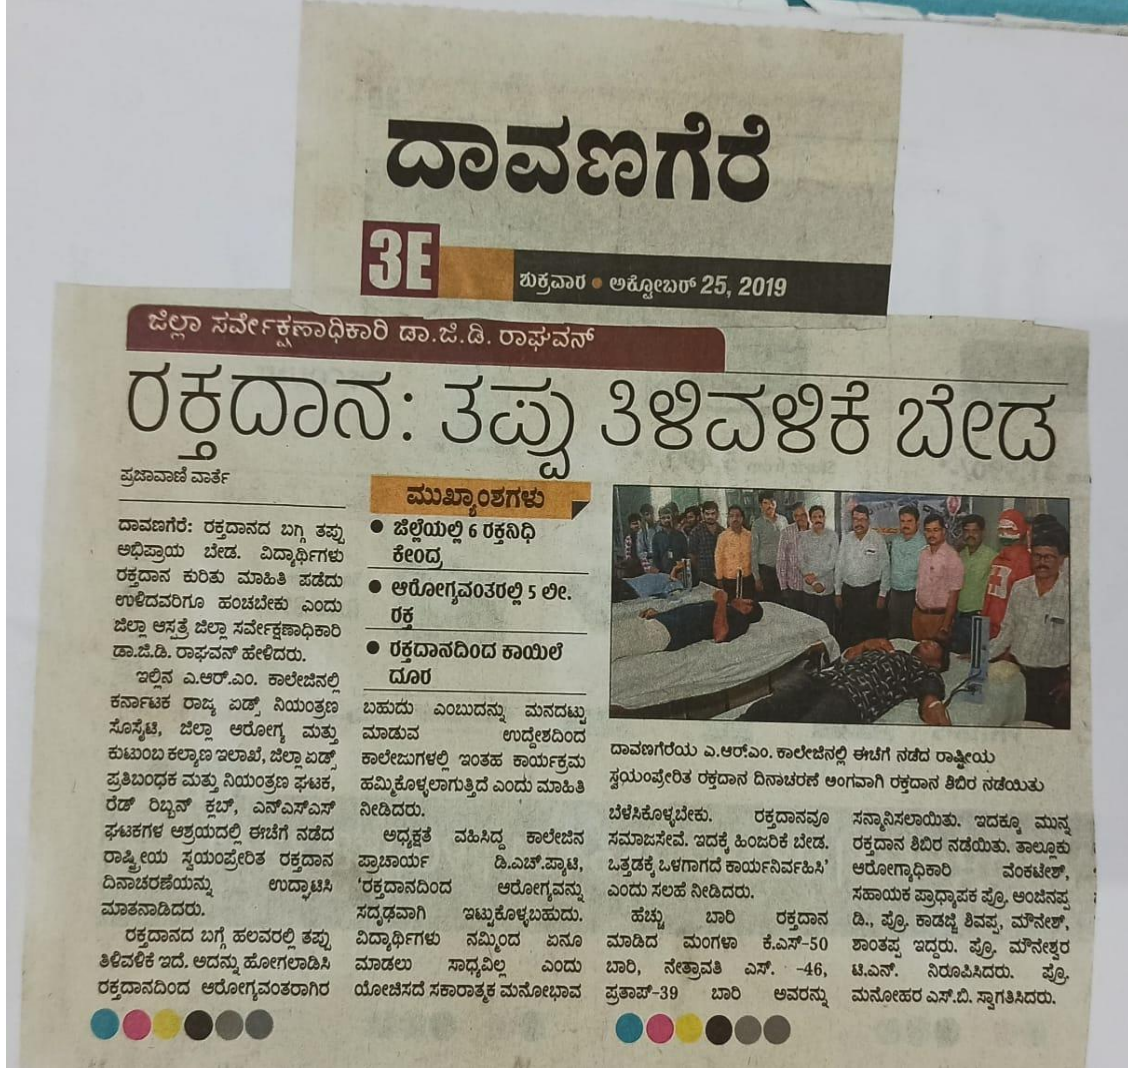 ದಾವಣಗೆರೆ
3E
ಶುಕ್ರವಾರ • ಅಕ್ಟೋಬರ್ 25, 2019
ಜಿಲ್ಲಾ ಸರ್ವೇಕ್ಷಣಾಧಿಕಾರಿ ಡಾ.ಜಿ.ಡಿ. ರಾಘವನ್
ರಕ್ತದಾನ: ತಪ್ಪು ತಿಳಿವಳಿಕೆ ಬೇಡ
ಪ್ರಜಾವಾಣಿ ವಾರ್ತೆ
ದಾವಣಗೆರೆ: ರಕ್ತದಾನದ ಬಗ್ಗಿ ತಪ್ಪು
ಅಭಿಪ್ರಾಯ ಬೇಡ. ವಿದ್ಯಾರ್ಥಿಗಳು
ರಕ್ತದಾನ ಕುರಿತು ಮಾಹಿತಿ ಪಡೆದು
ಉಳಿದವರಿಗೂ ಹಂಚಬೇಕು ಎಂದು
ಜಿಲ್ಲಾ ಆಸ್ಪತ್ರೆ ಜಿಲ್ಲಾ ಸರ್ವೇಕ್ಷಣಾಧಿಕಾರಿ
ಡಾ.ಜಿ.ಡಿ. ರಾಘವನ್ ಹೇಳಿದರು.
ಇಲ್ಲಿನ ಎ.ಆರ್.ಎಂ. ಕಾಲೇಜಿನಲ್ಲಿ
ಕರ್ನಾಟಕ ರಾಜ್ಯ ಏಡ್ಸ್ ನಿಯಂತ್ರಣ
ಸೊಸೈಟಿ, ಜಿಲ್ಲಾ ಆರೋಗ್ಯ ಮತ್ತು
ಕುಟುಂಬ ಕಲ್ಯಾಣ ಇಲಾಖೆ, ಜಿಲ್ಲಾ ಏಡ್ಸ್
ಪ್ರತಿಬಂಧಕ ಮತ್ತು ನಿಯಂತ್ರಣ ಘಟಕ,
ರೆಡ್ ರಿಬ್ಬನ್ ಕ್ಲಬ್, ಎನ್ಎಸ್ಎಸ್
ಘಟಕಗಳ ಆಶ್ರಯದಲ್ಲಿ ಈಚೆಗೆ ನಡೆದ
ರಾಷ್ಟ್ರೀಯ ಸ್ವಯಂಪ್ರೇರಿತ ರಕ್ತದಾನ
ದಿನಾಚರಣೆಯನ್ನು ಉದ್ಘಾಟಿಸಿ
ಮಾತನಾಡಿದರು.
ರಕ್ತದಾನದ ಬಗ್ಗೆ ಹಲವರಲ್ಲಿ ತಪ್ಪು
ತಿಳಿವಳಿಕೆ ಇದೆ. ಅದನ್ನು ಹೋಗಲಾಡಿಸಿ
ರಕ್ತದಾನದಿಂದ ಆರೋಗ್ಯವಂತರಾಗಿರ
ಮುಖ್ಯಾಂಶಗಳು
● ಜಿಲ್ಲೆಯಲ್ಲಿ 6 ರಕ್ತನಿಧಿ
ಕೇಂದ್ರ
● ಆರೋಗ್ಯವಂತರಲ್ಲಿ 5 ಲೀ.
ರಕ್ತ
● ರಕ್ತದಾನದಿಂದ ಕಾಯಿಲೆ
ದೂರ
ಬಹುದು ಎಂಬುದನ್ನು ಮನದಟ್ಟು
ಮಾಡುವ ಉದ್ದೇಶದಿಂದ
ಕಾಲೇಜುಗಳಲ್ಲಿ ಇಂತಹ ಕಾರ್ಯಕ್ರಮ
ಹಮ್ಮಿಕೊಳ್ಳಲಾಗುತ್ತಿದೆ ಎಂದು ಮಾಹಿತಿ
ನೀಡಿದರು.
ಅಧ್ಯಕ್ಷತೆ ವಹಿಸಿದ್ದ ಕಾಲೇಜಿನ
ಪ್ರಾಚಾರ್ಯ ಡಿ.ಎಚ್.ಪ್ಯಾಟಿ,
'ರಕ್ತದಾನದಿಂದ ಆರೋಗ್ಯವನ್ನು
ಸದೃಢವಾಗಿ ಇಟ್ಟುಕೊಳ್ಳಬಹುದು.
ವಿದ್ಯಾರ್ಥಿಗಳು ನಮ್ಮಿಂದ ಏನೂ
ಮಾಡಲು ಸಾಧ್ಯವಿಲ್ಲ ಎಂದು
ಯೋಚಿಸದೆ ಸಕಾರಾತ್ಮಕ ಮನೋಭಾವ
ದಾವಣಗೆರೆಯ ಎ.ಆರ್ಎಂ. ಕಾಲೇಜಿನಲ್ಲಿ ಈಚೆಗೆ ನಡೆದ ರಾಷ್ಟ್ರೀಯ
ಸ್ವಯಂಪ್ರೇರಿತ ರಕ್ತದಾನ ದಿನಾಚರಣೆ ಅಂಗವಾಗಿ ರಕ್ತದಾನ ಶಿಬಿರ ನಡೆಯಿತು
ಬೆಳೆಸಿಕೊಳ್ಳಬೇಕು. ರಕ್ತದಾನವೂ
ಸಮಾಜಸೇವೆ. ಇದಕ್ಕೆ ಹಿಂಜರಿಕೆ ಬೇಡ.
ಒತ್ತಡಕ್ಕೆ ಒಳಗಾಗದೆ ಕಾರ್ಯನಿರ್ವಹಿಸಿ'
ಎಂದು ಸಲಹೆ ನೀಡಿದರು.
ಹೆಚ್ಚು ಬಾರಿ ರಕ್ತದಾನ
ಮಾಡಿದ ಮಂಗಳಾ ಕೆ.ಎಸ್-50
ಬಾರಿ, ನೇತ್ರಾವತಿ ಎಸ್. -46,
ಪ್ರತಾಪ್-39 ಬಾರಿ ಅವರನ್ನು
ಸನ್ಮಾನಿಸಲಾಯಿತು. ಇದಕ್ಕೂ ಮುನ್ನ
ರಕ್ತದಾನ ಶಿಬಿರ ನಡೆಯಿತು. ತಾಲ್ಲೂಕು
ಆರೋಗ್ಯಾಧಿಕಾರಿ ವೆಂಕಟೇಶ್,
ಸಹಾಯಕ ಪ್ರಾಧ್ಯಾಪಕ ಪ್ರೊ. ಅಂಜಿನಪ್ಪ
ಡಿ., ಪ್ರೊ. ಕಾಡಜ್ಜಿ ಶಿವಪ್ಪ, ಮೌನೇಶ್,
ಶಾಂತಪ್ಪ ಇದ್ದರು. ಪ್ರೊ. ಮೌನೇಶ್ವರ
ಟಿ.ಎನ್. ನಿರೂಪಿಸಿದರು. ಪ್ರೊ.
ಮನೋಹರ ಎಸ್.ಬಿ. ಸ್ವಾಗತಿಸಿದರು.